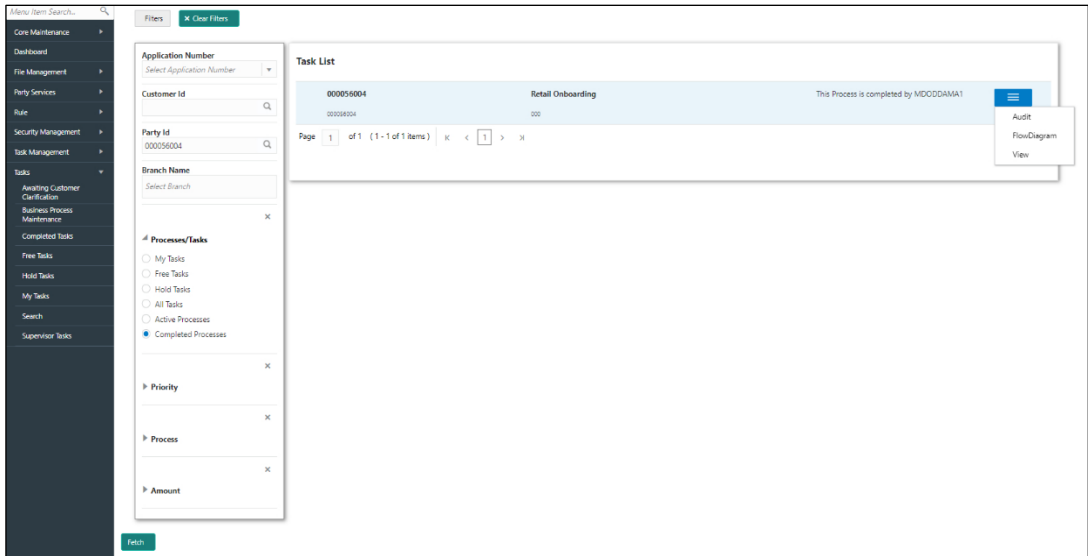 Menu Item Search...
Core Maintenance
Dashboard
File Management
Party Services
Rule
Security Management
Task Management
Tasks
Awaiting Customer
Clarification
Business Process
Maintenance
Completed Tasks
Free Tasks
Hold Tasks
My Tasks
Search
Supervisor Tasks
Filters
× Clear Filters
Application Number
Select Application Number
Customer Id
Party Id
000056004
Branch Name
Select Branch
Processes/Tasks
My Tasks
Free Tasks
Hold Tasks
All Tasks
Active Processes
Completed Processes
Priority
Process
Amount
Fetch
Task List
000056004 Retail Onboarding This Process is completed by MDODDAMA1
000056004 000
Page 1 of 1 (1 - 1 of 1 items) 1
Audit
FlowDiagram
View